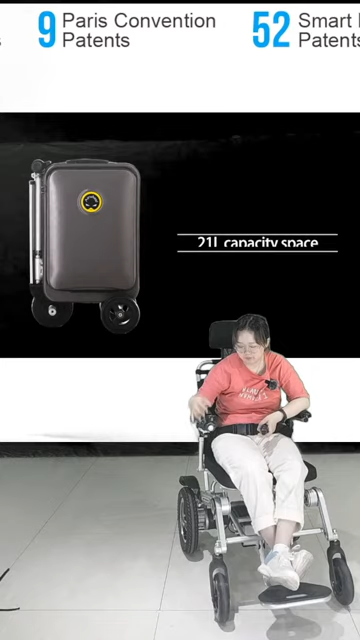 9 Paris Convention
Patents
52 Smart
Patents
21L capacity space